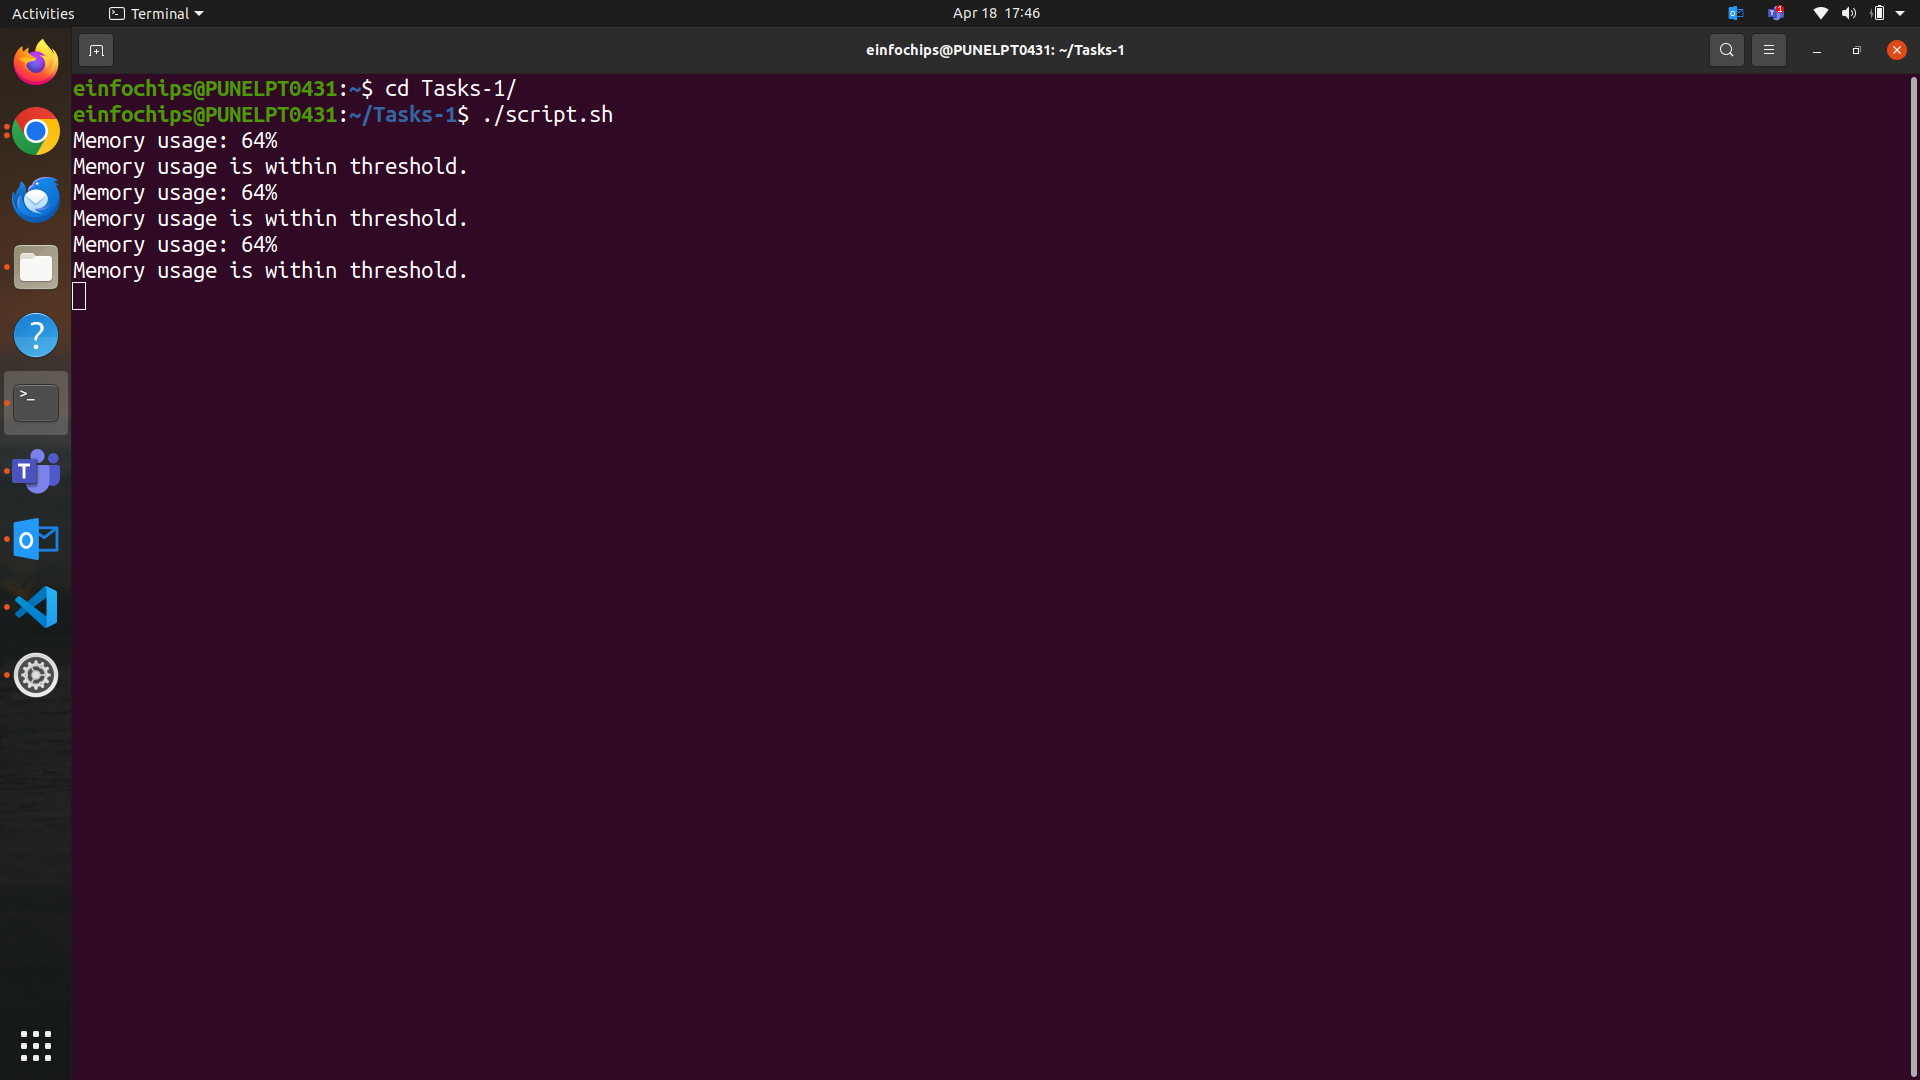 Activities Terminal Apr 18 17:46
einfochips@PUNELPT0431: ~/Tasks-1
einfochips@PUNELPT0431:~$ cd Tasks-1/
einfochips@PUNELPT0431:~/Tasks-1$ ./script.sh
Memory usage: 64%
Memory usage is within threshold.
Memory usage: 64%
Memory usage is within threshold.
Memory usage: 64%
Memory usage is within threshold.